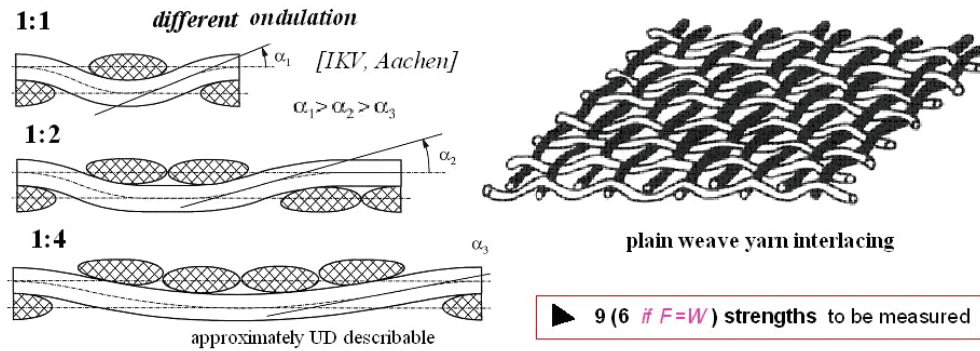 1:1
different ondulation
α₁
[IKV, Aachen]
α₁ > α₂ > α₃
1:2
α₂
1:4
α₃
approximately UD describable
plain weave yarn interlacing
► 9 (6 if F=W) strengths to be measured